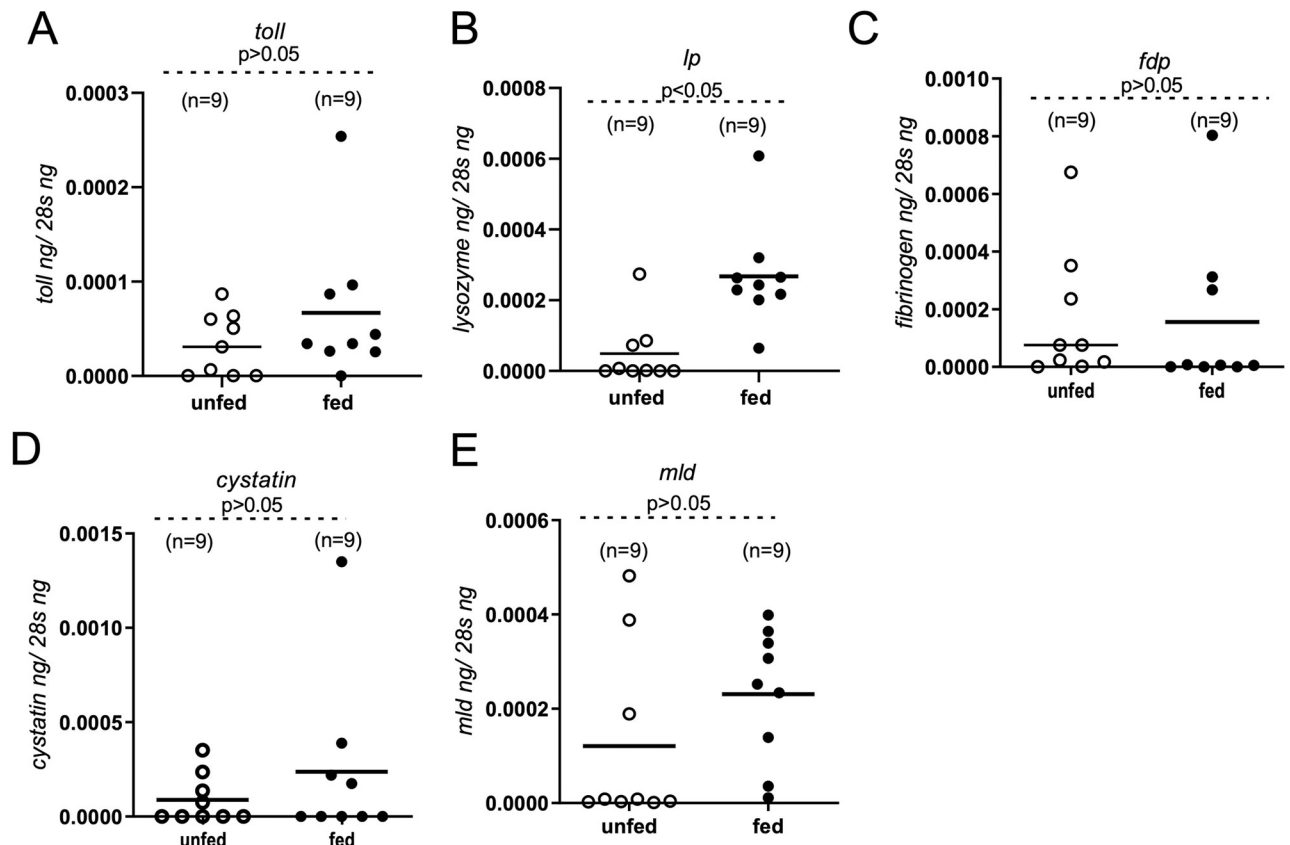 A
toll
p>0.05
(n=9)
(n=9)
0.0003
0.0002
0.0001
0.0000
toll ng/ 28s ng
unfed
fed
B
lp
p<0.05
(n=9)
(n=9)
0.0008
0.0006
0.0004
0.0002
0.0000
lysozyme ng/ 28s ng
unfed
fed
C
fdp
p>0.05
(n=9)
(n=9)
0.0010
0.0008
0.0006
0.0004
0.0002
0.0000
fibrinogen ng/ 28s ng
unfed
fed
D
cystatin
p>0.05
(n=9)
(n=9)
0.0015
0.0010
0.0005
0.0000
cystatin ng/ 28s ng
unfed
fed
E
mld
p>0.05
(n=9)
(n=9)
0.0006
0.0004
0.0002
0.0000
mld ng/ 28s ng
unfed
fed